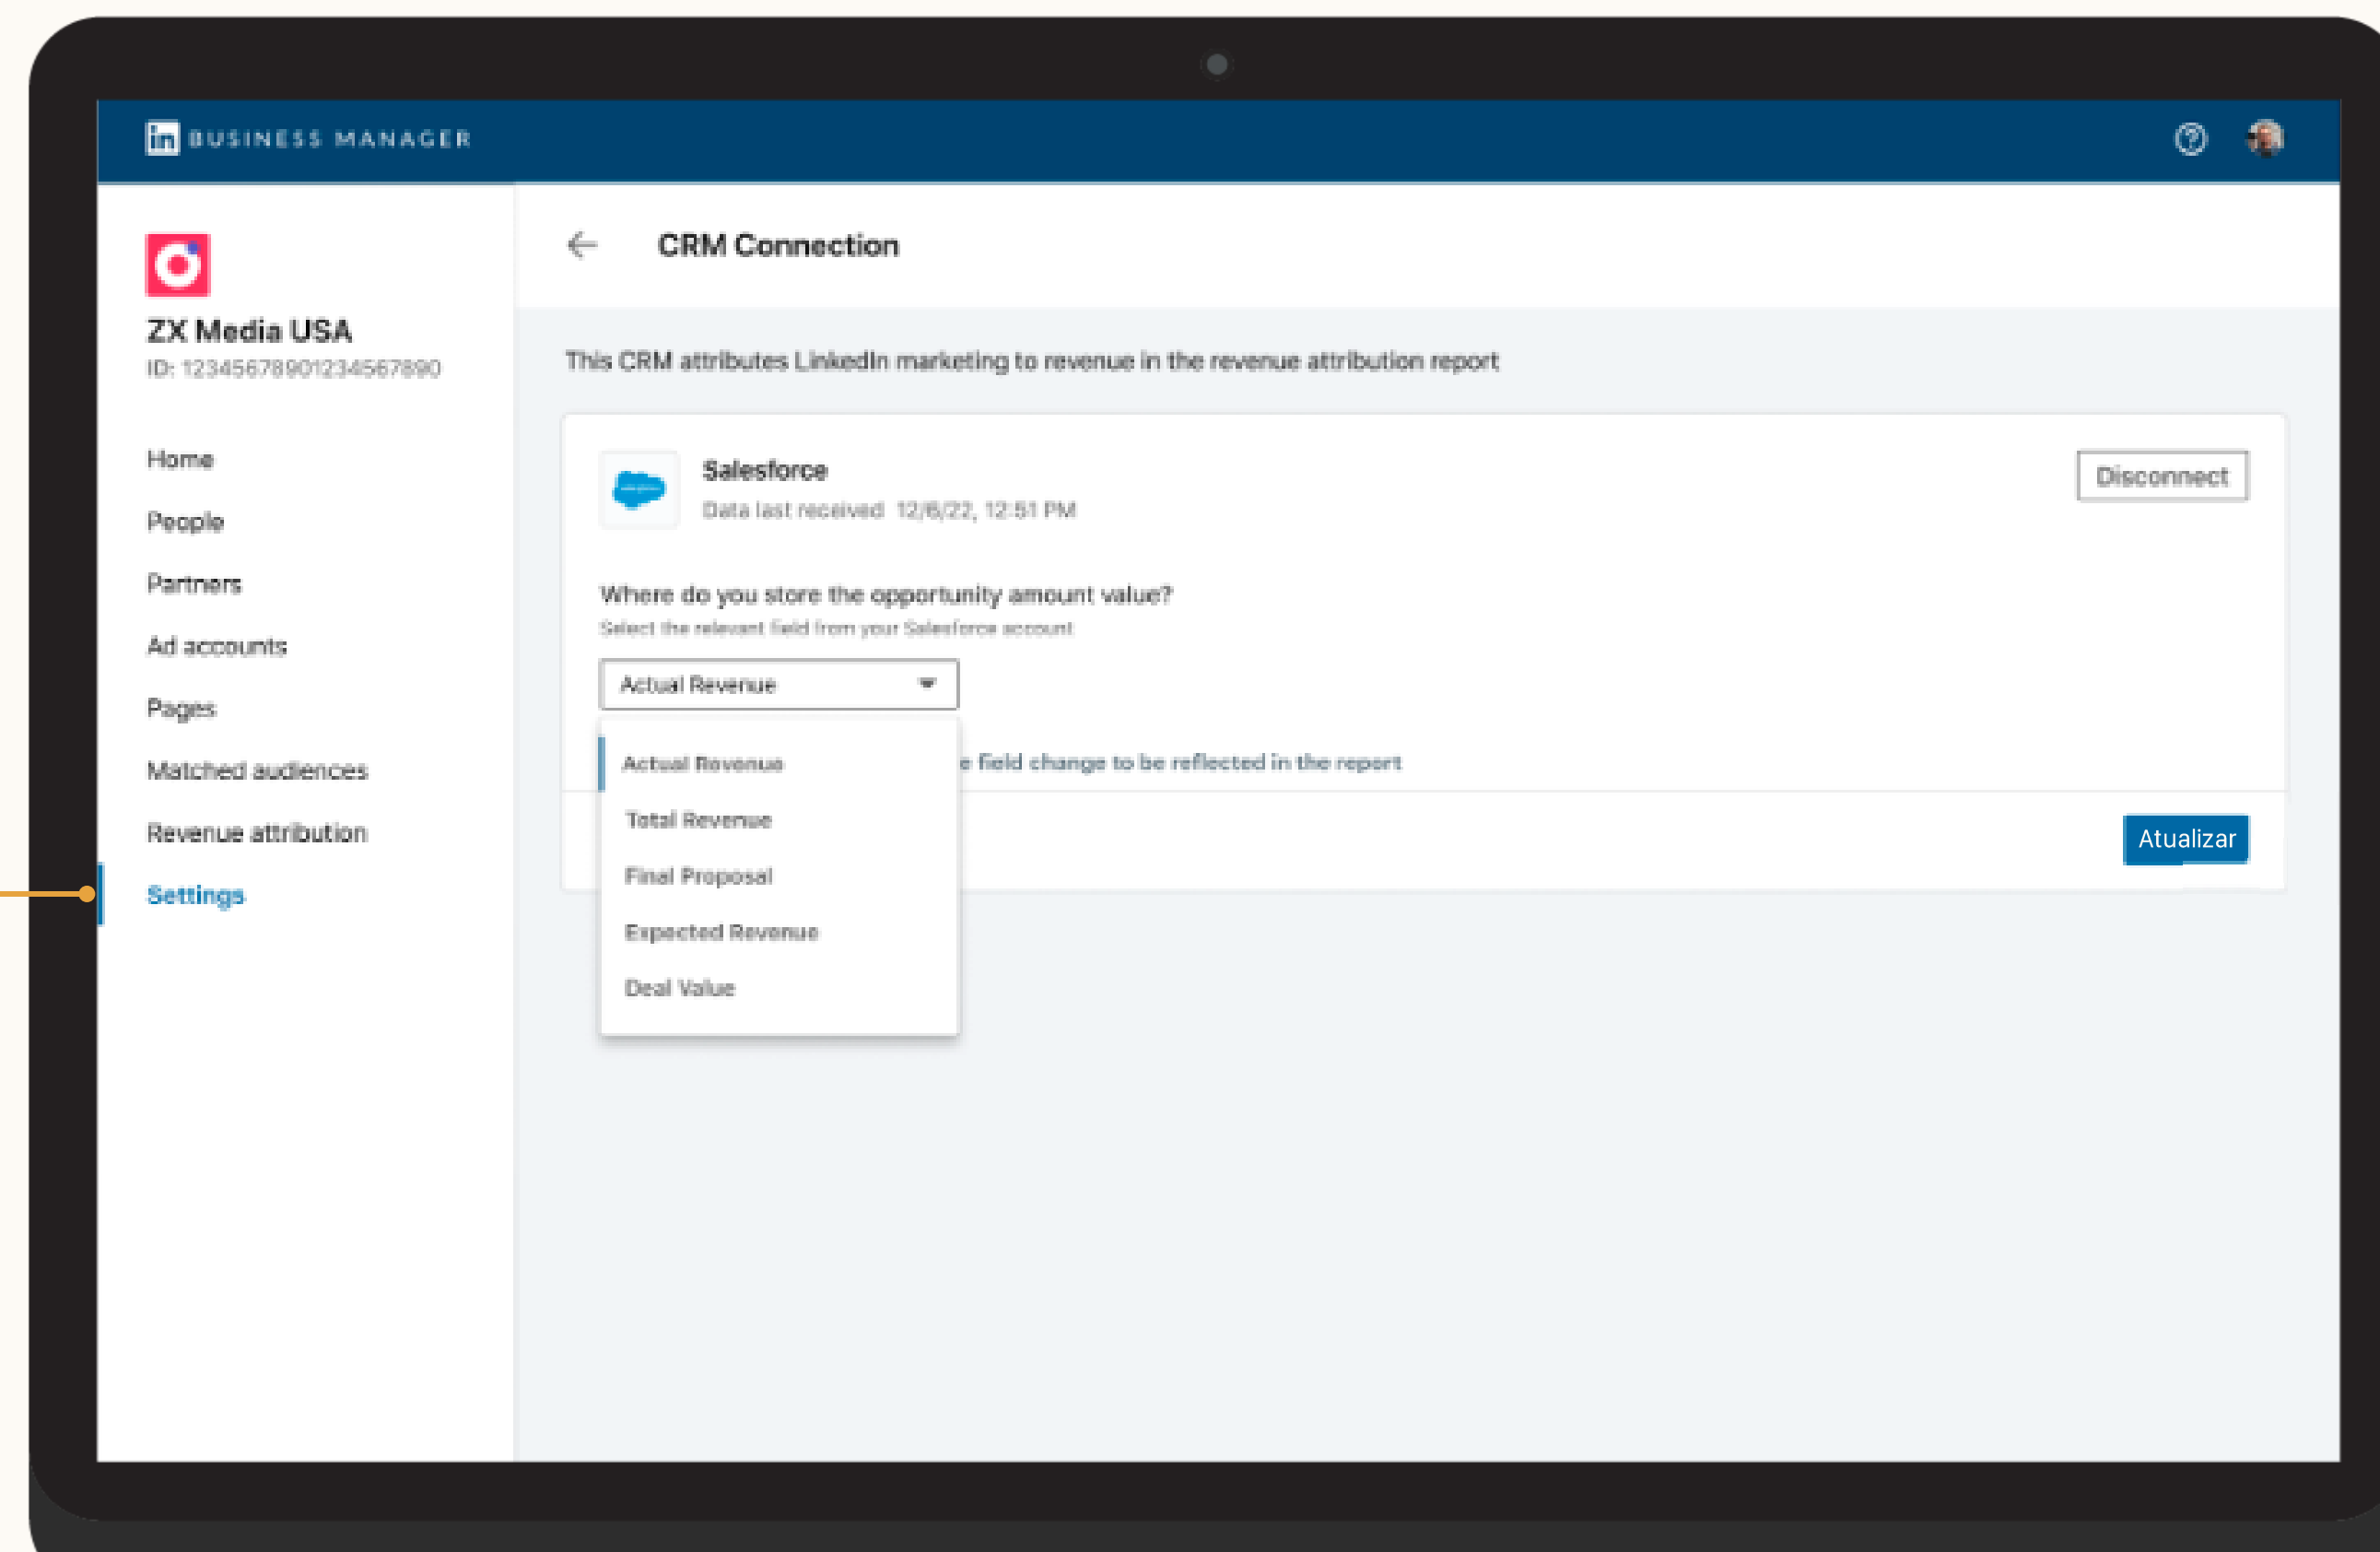 in BUSINESS MANAGER
ZX Media USA
ID: 12345678901234567890
Home
People
Partners
Ad accounts
Pages
Matched audiences
Revenue attribution
Settings
CRM Connection
This CRM attributes LinkedIn marketing to revenue in the revenue attribution report
Salesforce
Data last received 12/6/22, 12:51 PM
Disconnect
Where do you store the opportunity amount value?
Select the relevant field from your Salesforce account
Actual Revenue
Actual Revenue
e field change to be reflected in the report
Total Revenue
Final Proposal
Expected Revenue
Deal Value
Atualizar